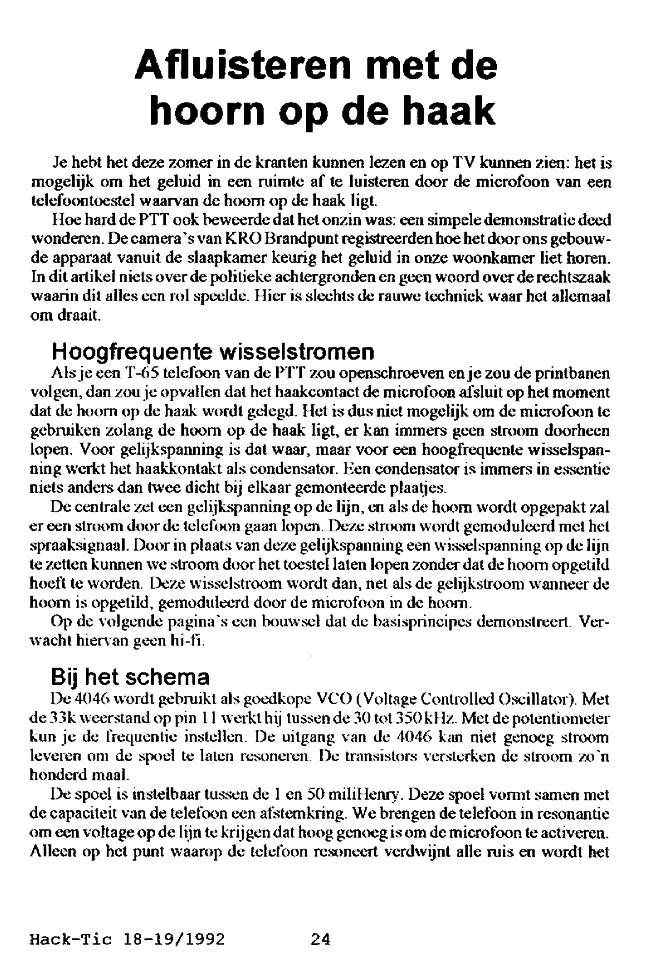 Afluisteren met de
hoorn op de haak
Je hebt het deze zomer in de kranten kunnen lezen en op TV kunnen zien: het is
mogelijk om het geluid in een ruimte af te luisteren door de microfoon van een
telefoontoestel waarvan de hoorn op de haak ligt.
Hoe hard de PTT ook beweerde dat het onzin was: een simpele demonstratie deed
wonderen. De camera's van KRO Brandpunt registreerden hoe het door ons gebouw-
de apparaat vanuit de slaapkamer keurig het geluid in onze woonkamer liet horen.
In dit artikel niets over de politieke achtergronden en geen woord over de rechtszaak
waarin dit alles een rol speelde. Hier is slechts de rauwe techniek waar het allemaal
om draait.
Hoogfrequente wisselstromen
Als je een T-65 telefoon van de PTT zou openschroeven en je zou de printbanen
volgen, dan zou je opvallen dat het haakcontact de microfoon afsluit op het moment
dat de hoorn op de haak wordt gelegd. Het is dus niet mogelijk om de microfoon te
gebruiken zolang de hoorn op de haak ligt, er kan immers geen stroom doorheen
lopen. Voor gelijkspanning is dat waar, maar voor een hoogfrequente wisselspan-
ning werkt het haakkontakt als condensator. Een condensator is immers in essentie
niets anders dan twee dicht bij elkaar gemonteerde plaatjes.
De centrale zet een gelijkspanning op de lijn, en als de hoorn wordt opgepakt zal
er een stroom door de telefoon gaan lopen. Deze stroom wordt gemoduleerd met het
spraaksignaal. Door in plaats van deze gelijkspanning een wisselspanning op de lijn
te zetten kunnen we stroom door het toestel laten lopen zonder dat de hoorn opgetild
hoeft te worden. Deze wisselstroom wordt dan, net als de gelijkstroom wanneer de
hoorn is opgetild, gemoduleerd door de microfoon in de hoorn.
Op de volgende pagina's een bouwsel dat de basisprincipes demonstreert. Ver-
wacht hiervan geen hi-fi.
Bij het schema
De 4046 wordt gebruikt als goedkope VCO (Voltage Controlled Oscillator). Met
de 33k weerstand op pin 11 werkt hij tussen de 30 tot 350 kHz. Met de potentiometer
kun je de frequentie instellen. De uitgang van de 4046 kan niet genoeg stroom
leveren om de spoel te laten resoneren. De transistors versterken de stroom zo'n
honderd maal.
De spoel is instelbaar tussen de 1 en 50 miliHenry. Deze spoel vormt samen met
de capaciteit van de telefoon een afstemkring. We brengen de telefoon in resonantie
om een voltage op de lijn te krijgen dat hoog genoeg is om de microfoon te activeren.
Alleen op het punt waarop de telefoon resoneert verdwijnt alle ruis en wordt het
Hack-Tic 18-19/1992 24